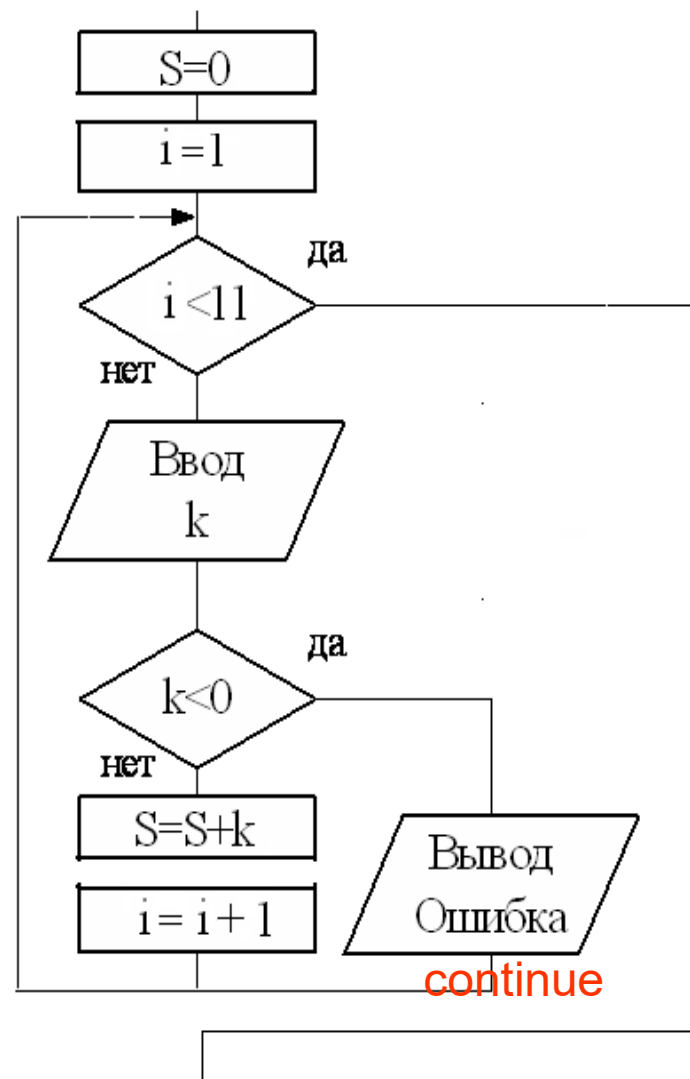 S=0
i=1
да
i<11
нет
Ввод
k
да
k<0
нет
S=S+k
Вывод
Ошибка
i= i+1
continue